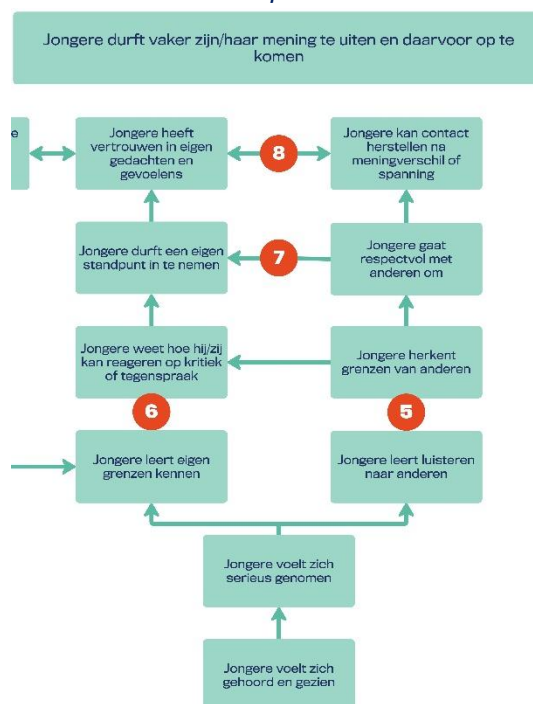 Jongere durft vaker zijn/haar mening te uiten en daarvoor op te
komen
e
Jongere heeft
vertrouwen in eigen
gedachten en
gevoelens
8
Jongere kan contact
herstellen na
meningverschil of
spanning
Jongere durft een eigen
standpunt in te nemen
7
Jongere gaat
respectvol met
anderen om
Jongere weet hoe hij/zij
kan reageren op kritiek
of tegenspraak
Jongere herkent
grenzen van anderen
6
5
Jongere leert eigen
grenzen kennen
Jongere leert luisteren
naar anderen
Jongere voelt zich
serieus genomen
Jongere voelt zich
gehoord en gezien